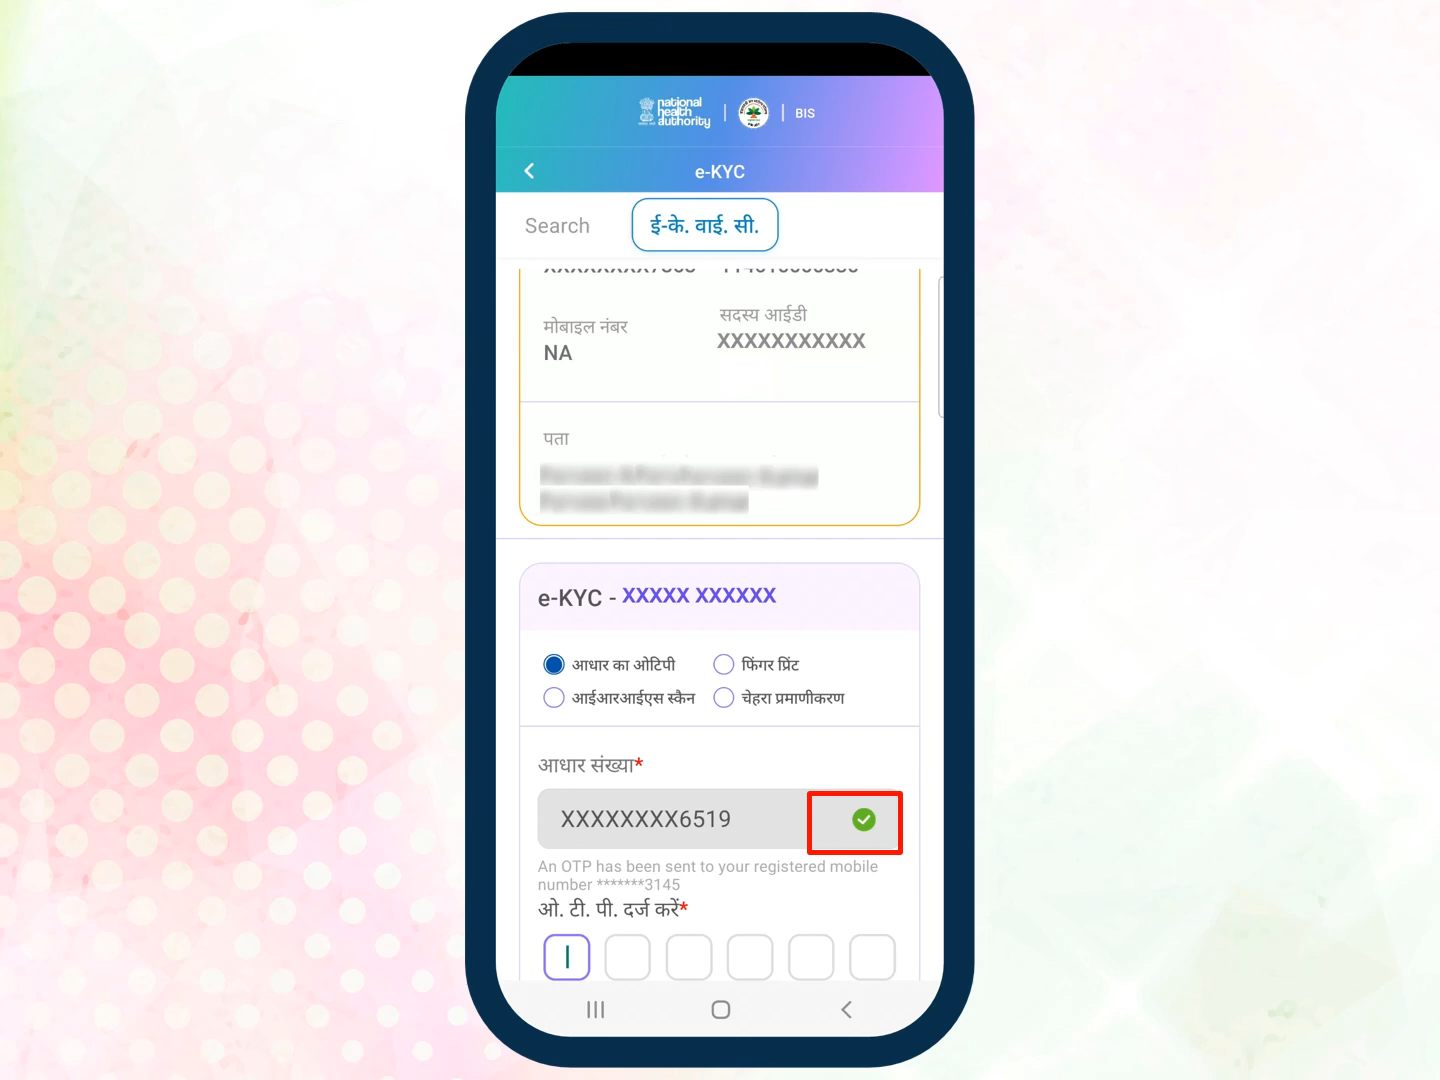 national
health
authority
BIS
e-KYC
Search
ई-के. वाई. सी.
मोबाइल नंबर
NA
सदस्य आईडी
XXXXXXXXXXX
पता
e-KYC - XXXXX XXXXXX
आधार का ओटिपी
फिंगर प्रिंट
आईआरआईएस स्कैन
चेहरा प्रमाणीकरण
आधार संख्या*
XXXXXXXX6519
An OTP has been sent to your registered mobile
number *******3145
ओ. टी. पी. दर्ज करें*